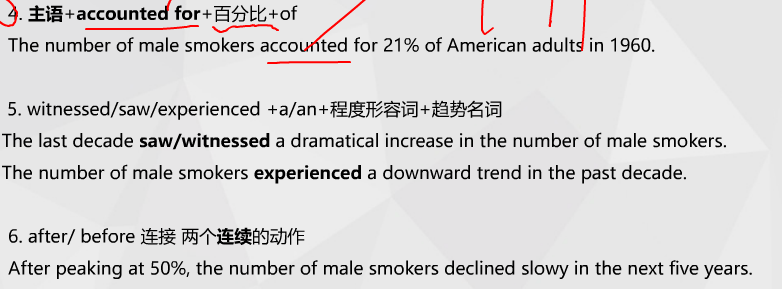 4. 主语+accounted for+百分比+of
The number of male smokers accounted for 21% of American adults in 1960.
5. witnessed/saw/experienced +a/an+程度形容词+趋势名词
The last decade saw/witnessed a dramatical increase in the number of male smokers.
The number of male smokers experienced a downward trend in the past decade.
6. after/ before 连接 两个连续的动作
After peaking at 50%, the number of male smokers declined slowy in the next five years.